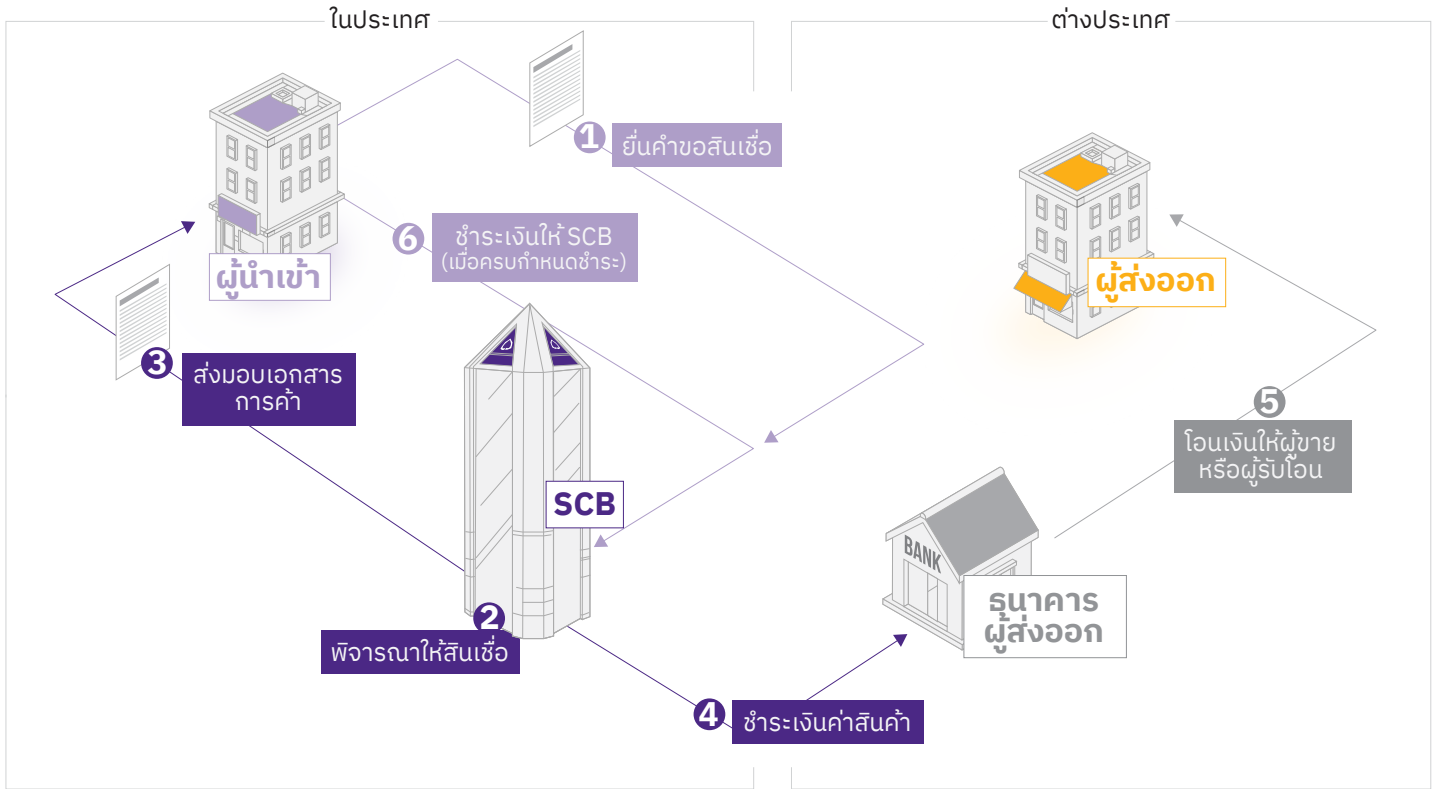 ในประเทศ
ต่างประเทศ
1
ยื่นคำขอสินเชื่อ
6
ชำระเงินให้ SCB
(เมื่อครบกำหนดชำระ)
ผู้นำเข้า
ผู้ส่งออก
3
ส่งมอบเอกสาร
การค้า
5
โอนเงินให้ผู้ขาย
หรือผู้รับโอน
SCB
BANK
ธนาคาร
ผู้ส่งออก
2
พิจารณาให้สินเชื่อ
4
ชำระเงินค่าสินค้า